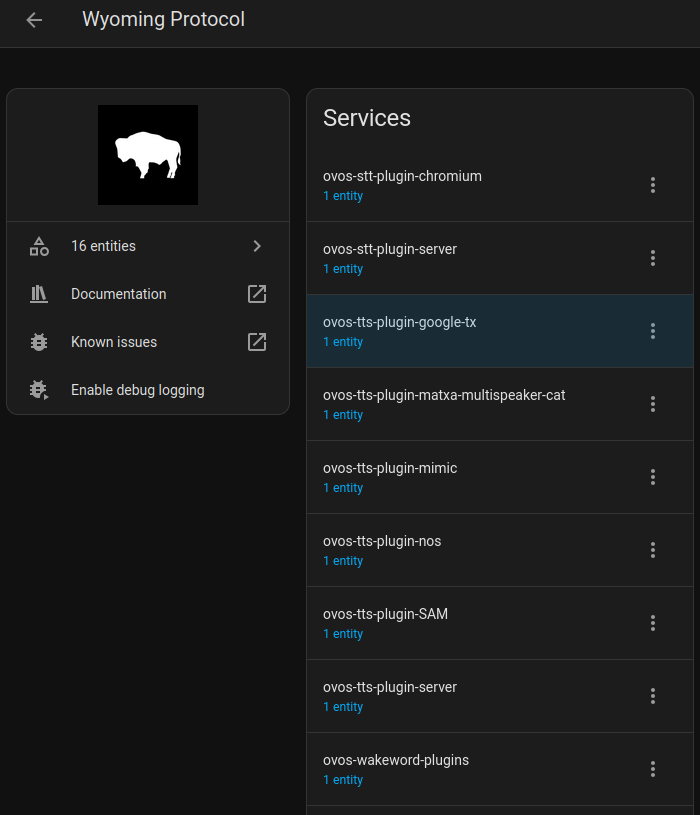 Wyoming Protocol
16 entities
Documentation
Known issues
Enable debug logging
Services
ovos-stt-plugin-chromium
1 entity
ovos-stt-plugin-server
1 entity
ovos-tts-plugin-google-tx
1 entity
ovos-tts-plugin-matxa-multispeaker-cat
1 entity
ovos-tts-plugin-mimic
1 entity
ovos-tts-plugin-nos
1 entity
ovos-tts-plugin-SAM
1 entity
ovos-tts-plugin-server
1 entity
ovos-wakeword-plugins
1 entity